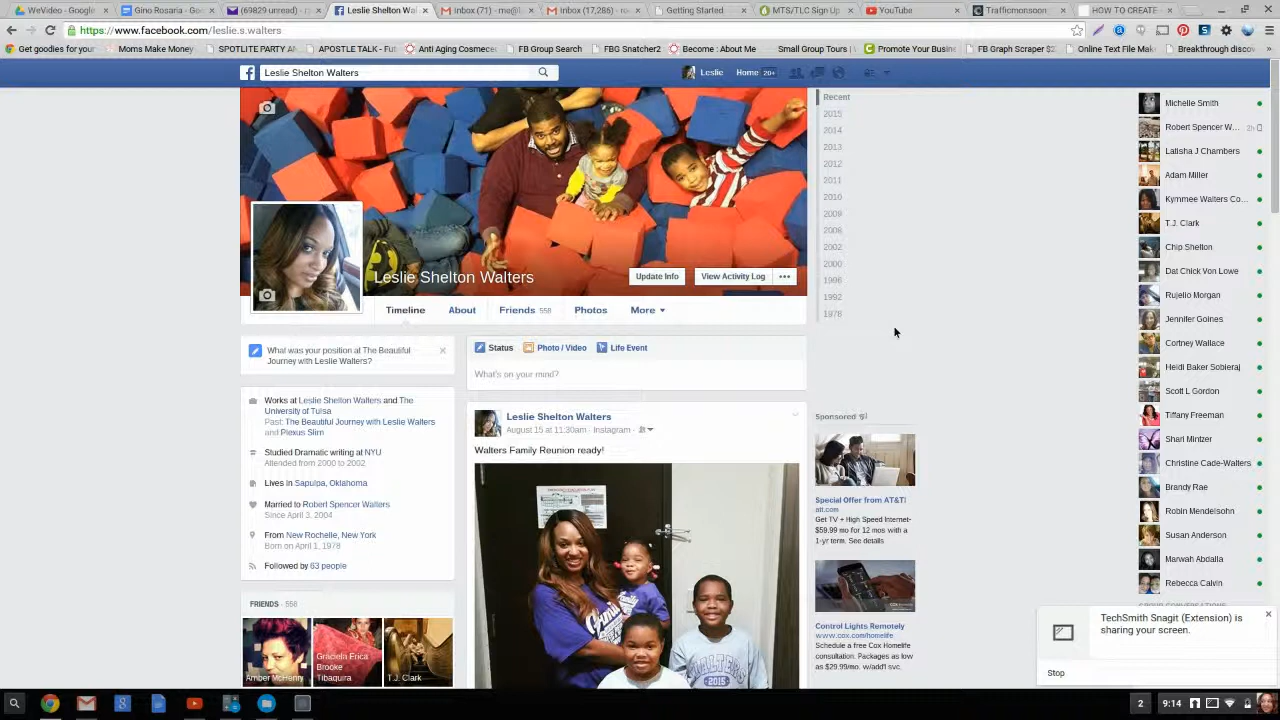 WeVideo - Google D
Gino Rosaria - Googl
(69829 unread) -
Leslie Shelton Walter
Inbox (71) - me@l
Inbox (17,286) -
Getting Started
MTS/TLC Sign Up
YouTube
Trafficmonsoon
HOW TO CREATE
https://www.facebook.com/leslie.s.walters
Get goodies for your
Moms Make Money
SPOTLITE PARTY
APOSTLE TALK - Fri
Anti Aging Cosmec
FB Group Search
FBG Snatcher2
Become : About Me
Small Group Tours
Promote Your Busin
FB Graph Scraper
Online Text File Mak
Breakthrough disco
Leslie Shelton Walters
Leslie
Home 20+
Leslie Shelton Walters
Update Info
View Activity Log
Timeline
About
Friends 558
Photos
More
Recent
2015
2014
2013
2012
2011
2010
2009
2008
2002
2000
1996
1992
1978
What was your position at The Beautiful
Journey with Leslie Walters?
Works at Leslie Shelton Walters and The
University of Tulsa
Past: The Beautiful Journey with Leslie Walters
and Plexus Slim
Studied Dramatic writing at NYU
Attended from 2000 to 2002
Lives in Sapulpa, Oklahoma
Married to Robert Spencer Walters
Since April 3, 2004
From New Rochelle, New York
Born on April 1, 1978
Followed by 63 people
FRIENDS · 558
Amber McHenry
Graciela Erica
Brooke
Tibaquira
T.J. Clark
Status
Photo / Video
Life Event
What's on your mind?
Leslie Shelton Walters
August 15 at 11:30am · Instagram ·
Walters Family Reunion ready!
WALTERS
2015
Sponsored
Special Offer from AT&T!
att.com
Get TV + High Speed Internet-
$59.99 mo for 12 mos with a
1-yr term. See details
Control Lights Remotely
www.cox.com/homelife
Schedule a free Cox Homelife
consultation. Packages as low
as $29.99/mo. w/add'l svc.
Michelle Smith
Robert Spencer W... 2h
Latisha J Chambers
Adam Miller
Kymmee Walters Co...
T.J. Clark
Chip Shelton
Cool Chick Von Lowe
Rujelio Morgan
Jennifer Goines
Cortney Wallace
Heidi Baker Sobieraj
Scott L Gordon
Tiffany Freeman
Shari Nitzer
Christine Cade-Walters
Brandy Rae
Robin Mendelsohn
Susan Anderson
Merwah Abdalla
Rebecca Calvin
GROUP CONVERSATIONS
TechSmith Snagit (Extension) is
sharing your screen.
Stop
2
9:14